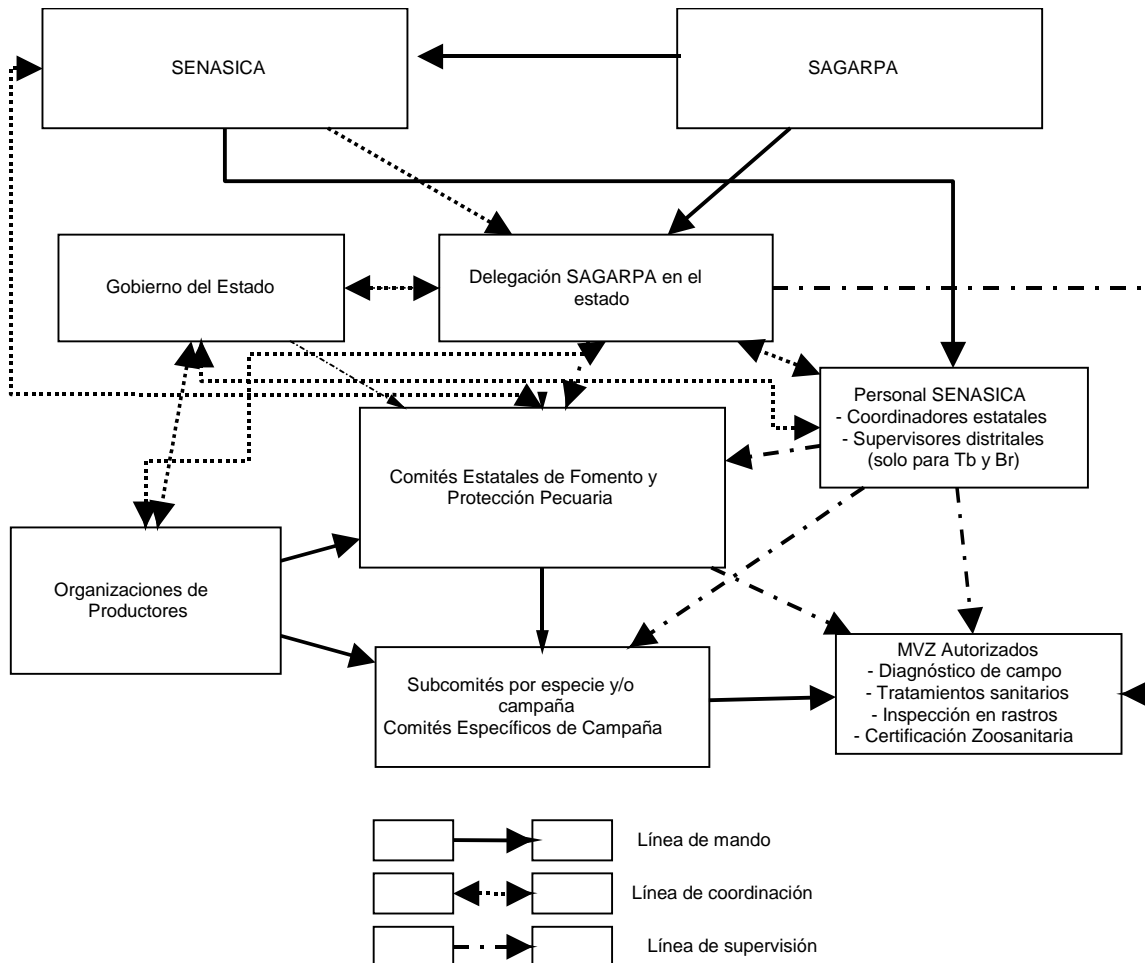 SENASICA
SAGARPA
Gobierno del Estado
Delegación SAGARPA en el
estado
Personal SENASICA
- Coordinadores estatales
- Supervisores distritales
(solo para Tb y Br)
Comités Estatales de Fomento y
Protección Pecuaria
Organizaciones de
Productores
Subcomités por especie y/o
campaña
Comités Específicos de Campaña
MVZ Autorizados
- Diagnóstico de campo
- Tratamientos sanitarios
- Inspección en rastros
- Certificación Zoosanitaria
Línea de mando
Línea de coordinación
Línea de supervisión